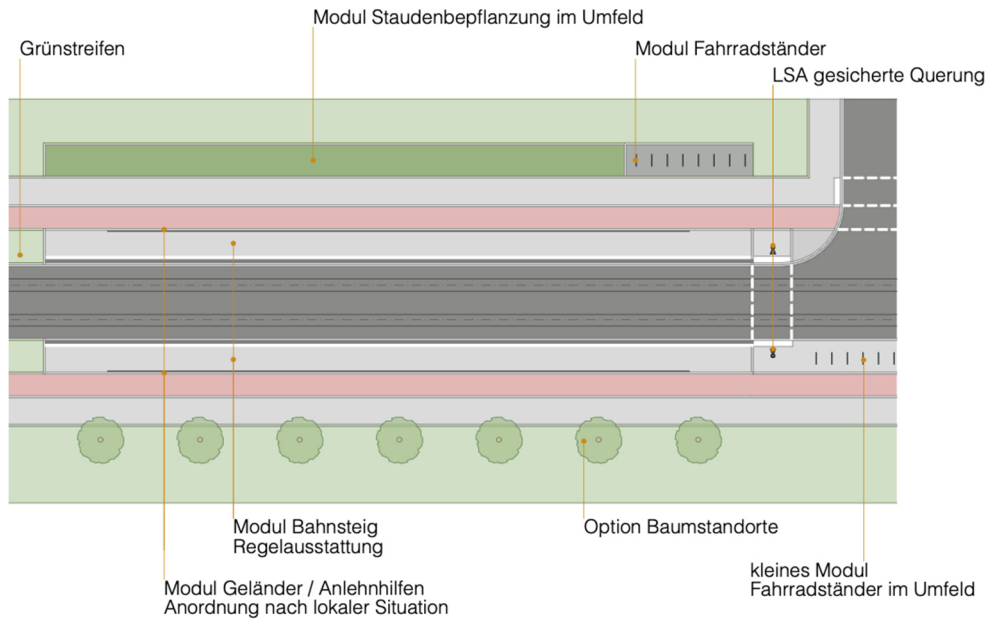 Modul Staudenbepflanzung im Umfeld
Grünstreifen
Modul Fahrradständer
LSA gesicherte Querung
Modul Bahnsteig
Regelausstattung
Option Baumstandorte
kleines Modul
Fahrradständer im Umfeld
Modul Geländer / Anlehnhilfen
Anordnung nach lokaler Situation